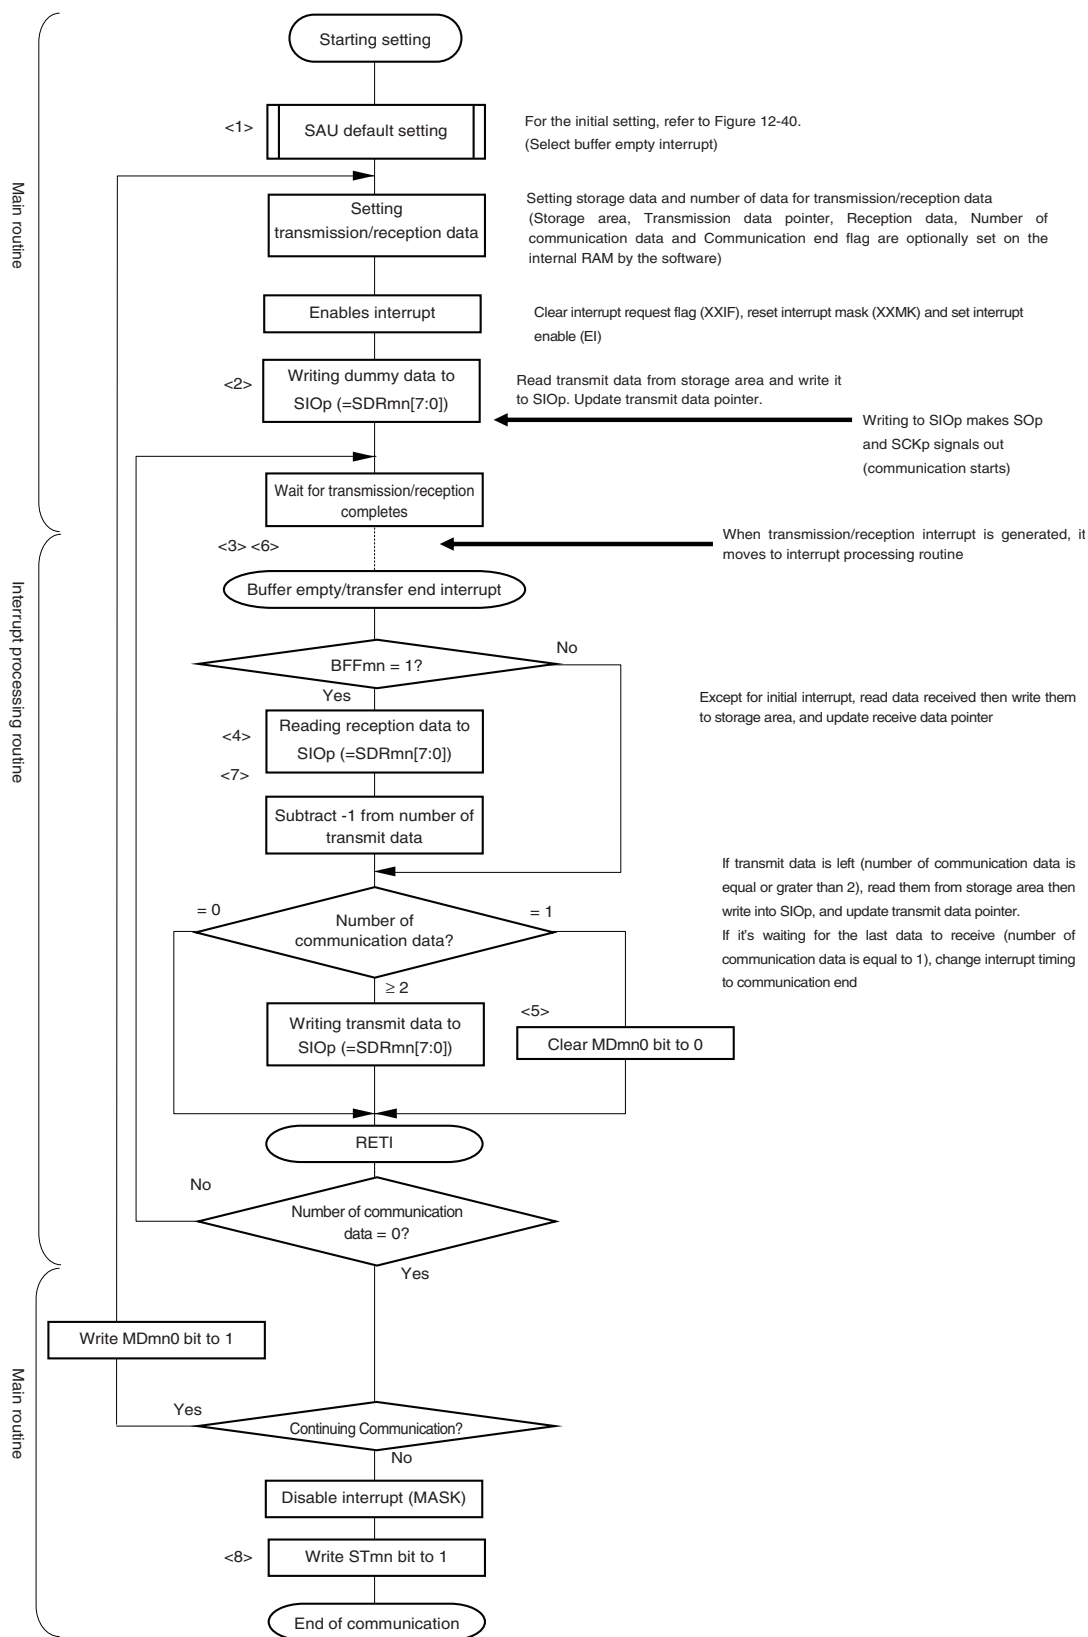 Main routine
Starting setting
<1>
SAU default setting
For the initial setting, refer to Figure 12-40.
(Select buffer empty interrupt)
Setting
transmission/reception data
Setting storage data and number of data for transmission/reception data
(Storage area, Transmission data pointer, Reception data, Number of
communication data and Communication end flag are optionally set on the
internal RAM by the software)
Enables interrupt
Clear interrupt request flag (XXIF), reset interrupt mask (XXMK) and set interrupt
enable (EI)
<2>
Writing dummy data to
SIOp (=SDRmn[7:0])
Read transmit data from storage area and write it
to SIOp. Update transmit data pointer.
Writing to SIOp makes SOp
and SCKp signals out
(communication starts)
Wait for transmission/reception
completes
<3> <6>
When transmission/reception interrupt is generated, it
moves to interrupt processing routine
Interrupt processing routine
Buffer empty/transfer end interrupt
BFFmn = 1?
No
Yes
<4>
Reading reception data to
SIOp (=SDRmn[7:0])
<7>
Except for initial interrupt, read data received then write them
to storage area, and update receive data pointer
Subtract -1 from number of
transmit data
= 0
Number of
communication data?
= 1
≥ 2
If transmit data is left (number of communication data is
equal or grater than 2), read them from storage area then
write into SIOp, and update transmit data pointer.
If it's waiting for the last data to receive (number of
communication data is equal to 1), change interrupt timing
to communication end
Writing transmit data to
SIOp (=SDRmn[7:0])
<5>
Clear MDmn0 bit to 0
RETI
No
Number of communication
data = 0?
Yes
Main routine
Write MDmn0 bit to 1
Yes
Continuing Communication?
No
Disable interrupt (MASK)
<8>
Write STmn bit to 1
End of communication